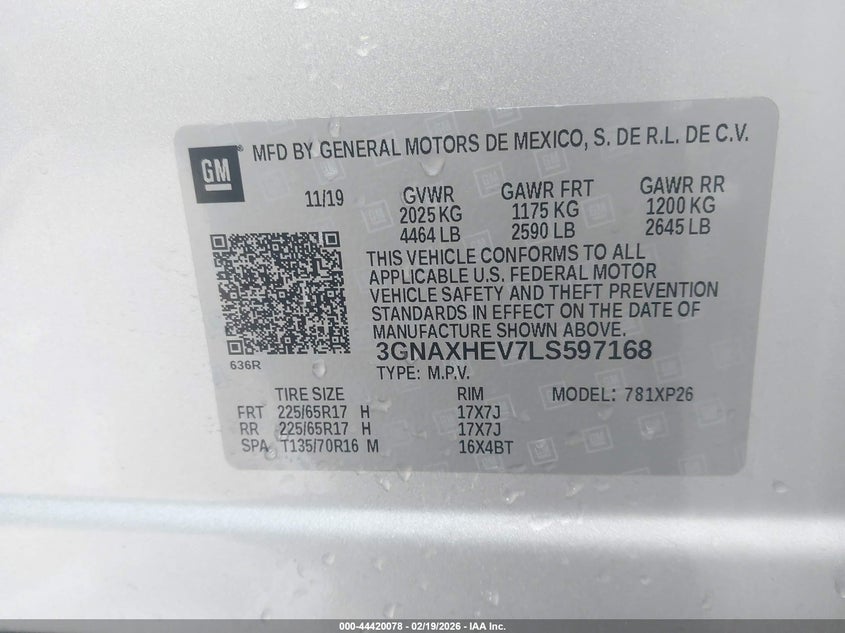 GM
MFD BY GENERAL MOTORS DE MEXICO, S. DE R.L. DE C.V.
11/19 GVWR GAWR FRT GAWR RR
2025 KG 1175 KG 1200 KG
4464 LB 2590 LB 2645 LB
THIS VEHICLE CONFORMS TO ALL
APPLICABLE U.S. FEDERAL MOTOR
VEHICLE SAFETY AND THEFT PREVENTION
STANDARDS IN EFFECT ON THE DATE OF
MANUFACTURE SHOWN ABOVE.
3GNAXHEV7LS597168
636R
TYPE: M.P.V.
TIRE SIZE RIM MODEL: 781XP26
FRT 225/65R17 H 17X7J
RR 225/65R17 H 17X7J
SPA T135/70R16 M 16X4BT
000-44420078 - 02/19/2026 - IAA Inc.